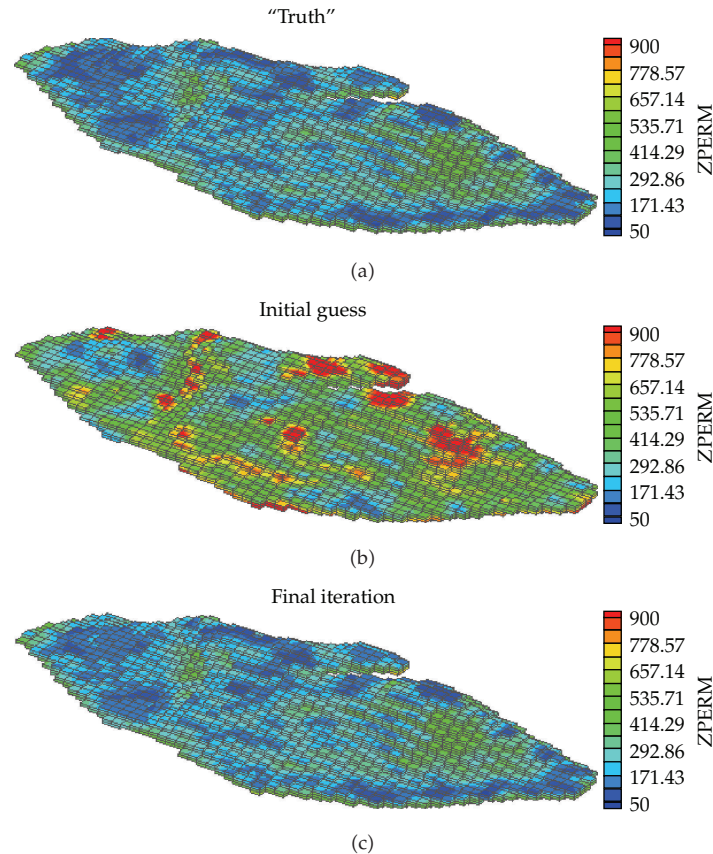 “Truth”
900
778.57
657.14
535.71
414.29
292.86
171.43
50
ZPERM
(a)
Initial guess
900
778.57
657.14
535.71
414.29
292.86
171.43
50
ZPERM
(b)
Final iteration
900
778.57
657.14
535.71
414.29
292.86
171.43
50
ZPERM
(c)